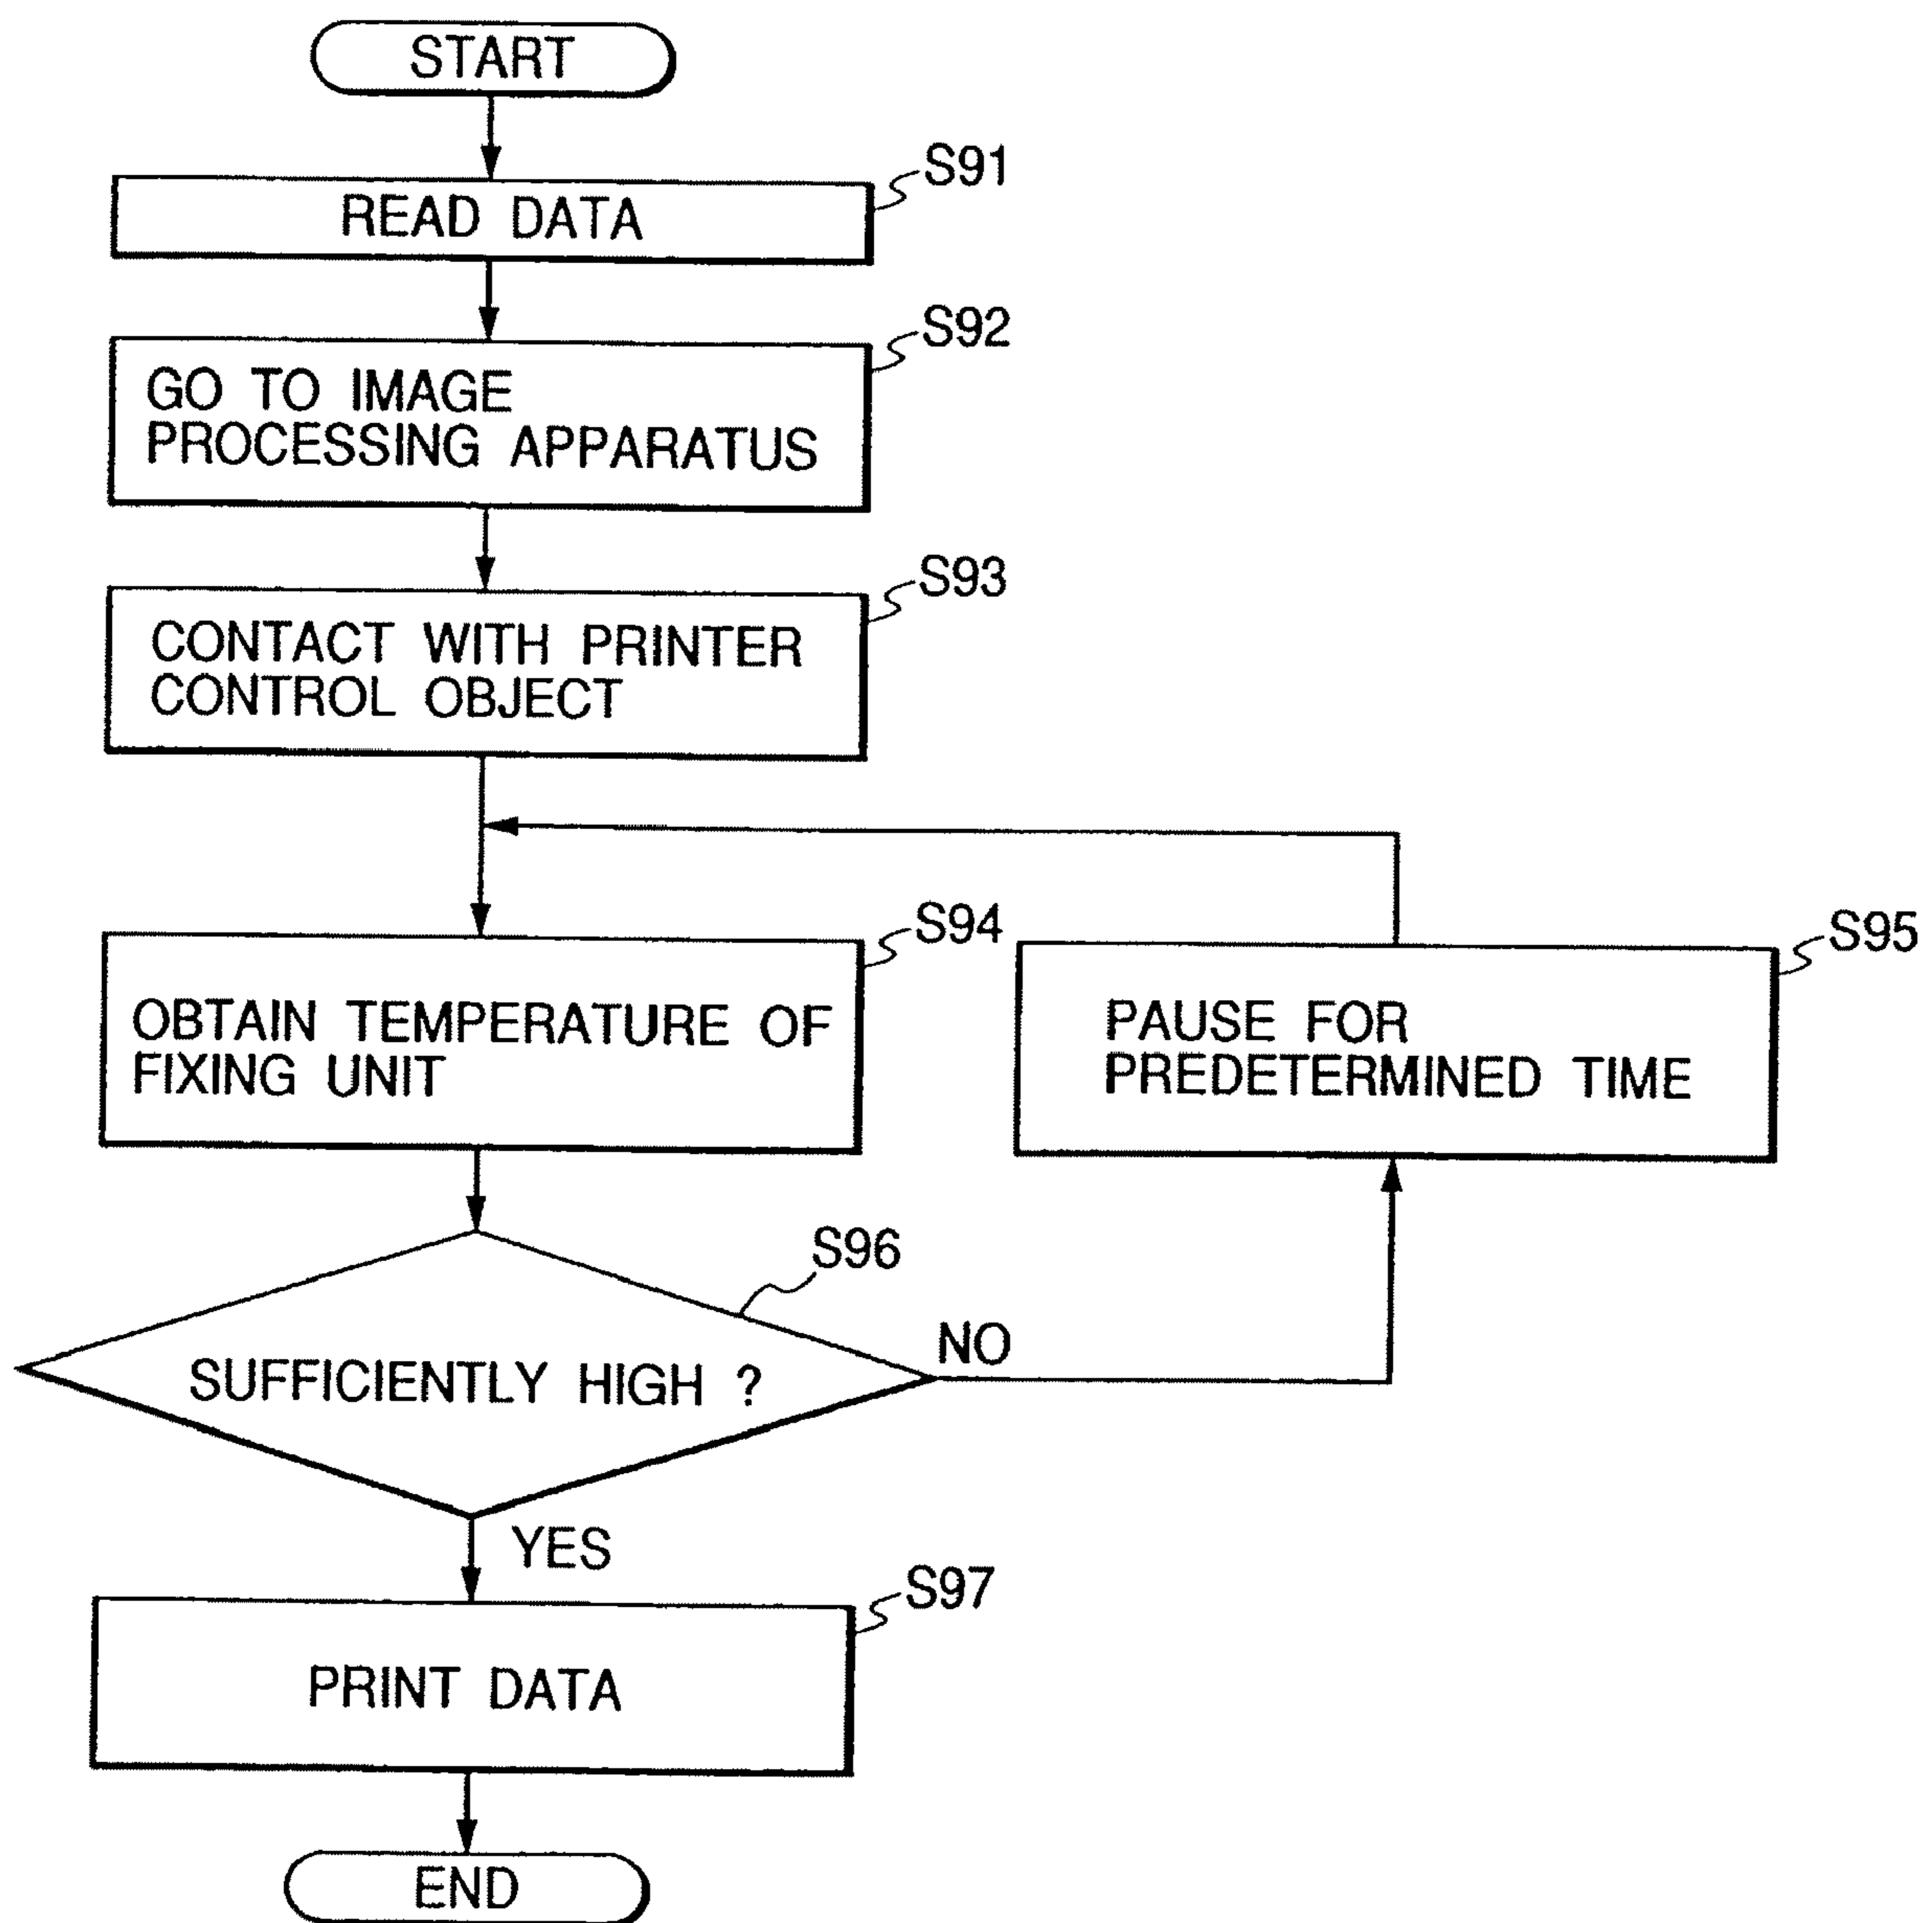 START
S91
READ DATA
S92
GO TO IMAGE
PROCESSING APPARATUS
S93
CONTACT WITH PRINTER
CONTROL OBJECT
S94
OBTAIN TEMPERATURE OF
FIXING UNIT
S95
PAUSE FOR
PREDETERMINED TIME
S96
SUFFICIENTLY HIGH ?
NO
YES
S97
PRINT DATA
END